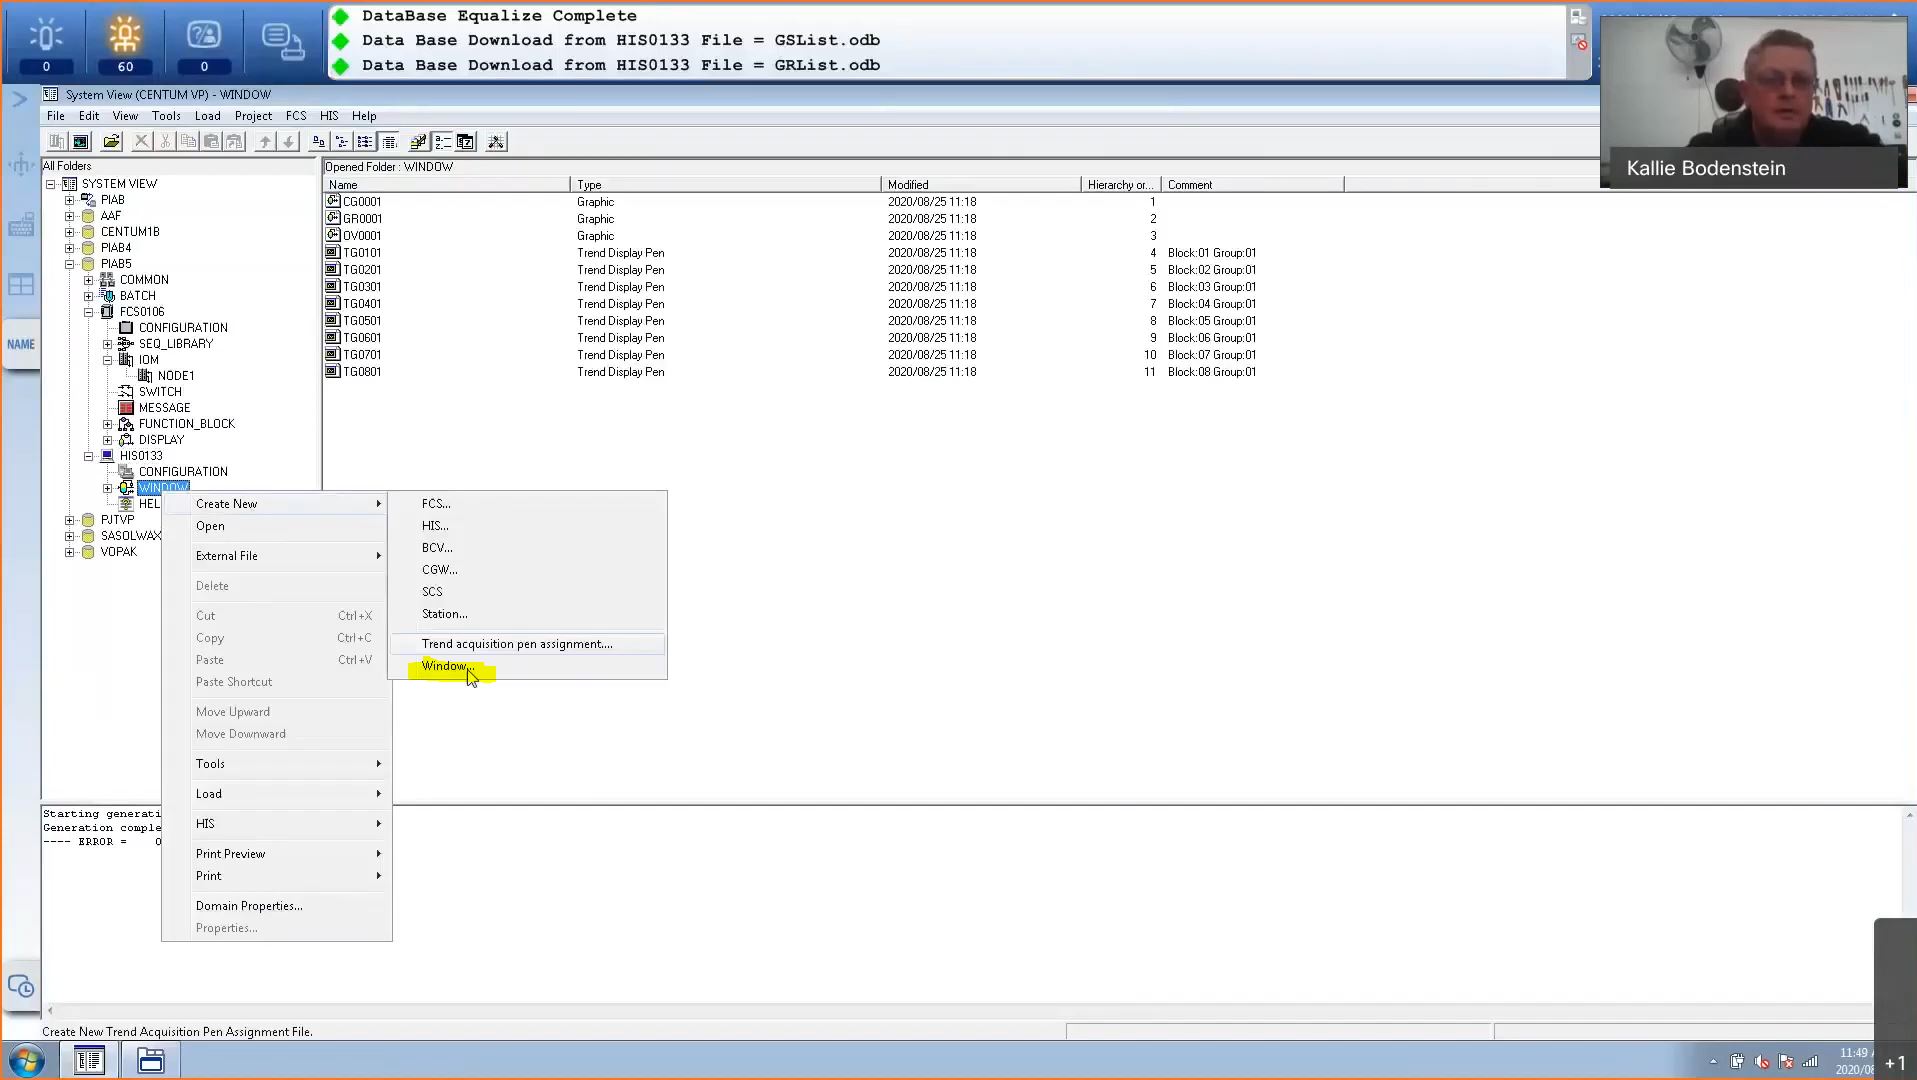 DataBase Equalize Complete
Data Base Download from HIS0133 File = GSList.odb
Data Base Download from HIS0133 File = GRList.odb
0
60
0
System View (CENTUM VP) - WINDOW
File Edit View Tools Load Project FCS HIS Help
All Folders
SYSTEM VIEW
PIAB
AAF
CENTUM1B
PIAB4
PIAB5
COMMON
BATCH
FCS0106
CONFIGURATION
SEQ_LIBRARY
IOM
NODE1
SWITCH
MESSAGE
FUNCTION_BLOCK
DISPLAY
HIS0133
CONFIGURATION
WINDOW
HEL
PJTVP
SASOLWAX
VOPAK
NAME
Opened Folder : WINDOW
Name Type Modified Hierarchy or... Comment
CG0001 Graphic 2020/08/25 11:18 1
GR0001 Graphic 2020/08/25 11:18 2
OV0001 Graphic 2020/08/25 11:18 3
TG0101 Trend Display Pen 2020/08/25 11:18 4 Block:01 Group:01
TG0201 Trend Display Pen 2020/08/25 11:18 5 Block:02 Group:01
TG0301 Trend Display Pen 2020/08/25 11:18 6 Block:03 Group:01
TG0401 Trend Display Pen 2020/08/25 11:18 7 Block:04 Group:01
TG0501 Trend Display Pen 2020/08/25 11:18 8 Block:05 Group:01
TG0601 Trend Display Pen 2020/08/25 11:18 9 Block:06 Group:01
TG0701 Trend Display Pen 2020/08/25 11:18 10 Block:07 Group:01
TG0801 Trend Display Pen 2020/08/25 11:18 11 Block:08 Group:01
Kallie Bodenstein
Create New
Open
External File
Delete
Cut Ctrl+X
Copy Ctrl+C
Paste Ctrl+V
Paste Shortcut
Move Upward
Move Downward
Tools
Load
HIS
Print Preview
Print
Domain Properties...
Properties...
FCS...
HIS...
BCV...
CGW...
SCS
Station...
Trend acquisition pen assignment....
Window...
Starting generati
Generation comple
---- ERROR = 0
Create New Trend Acquisition Pen Assignment File.
11:49
2020/08
+1